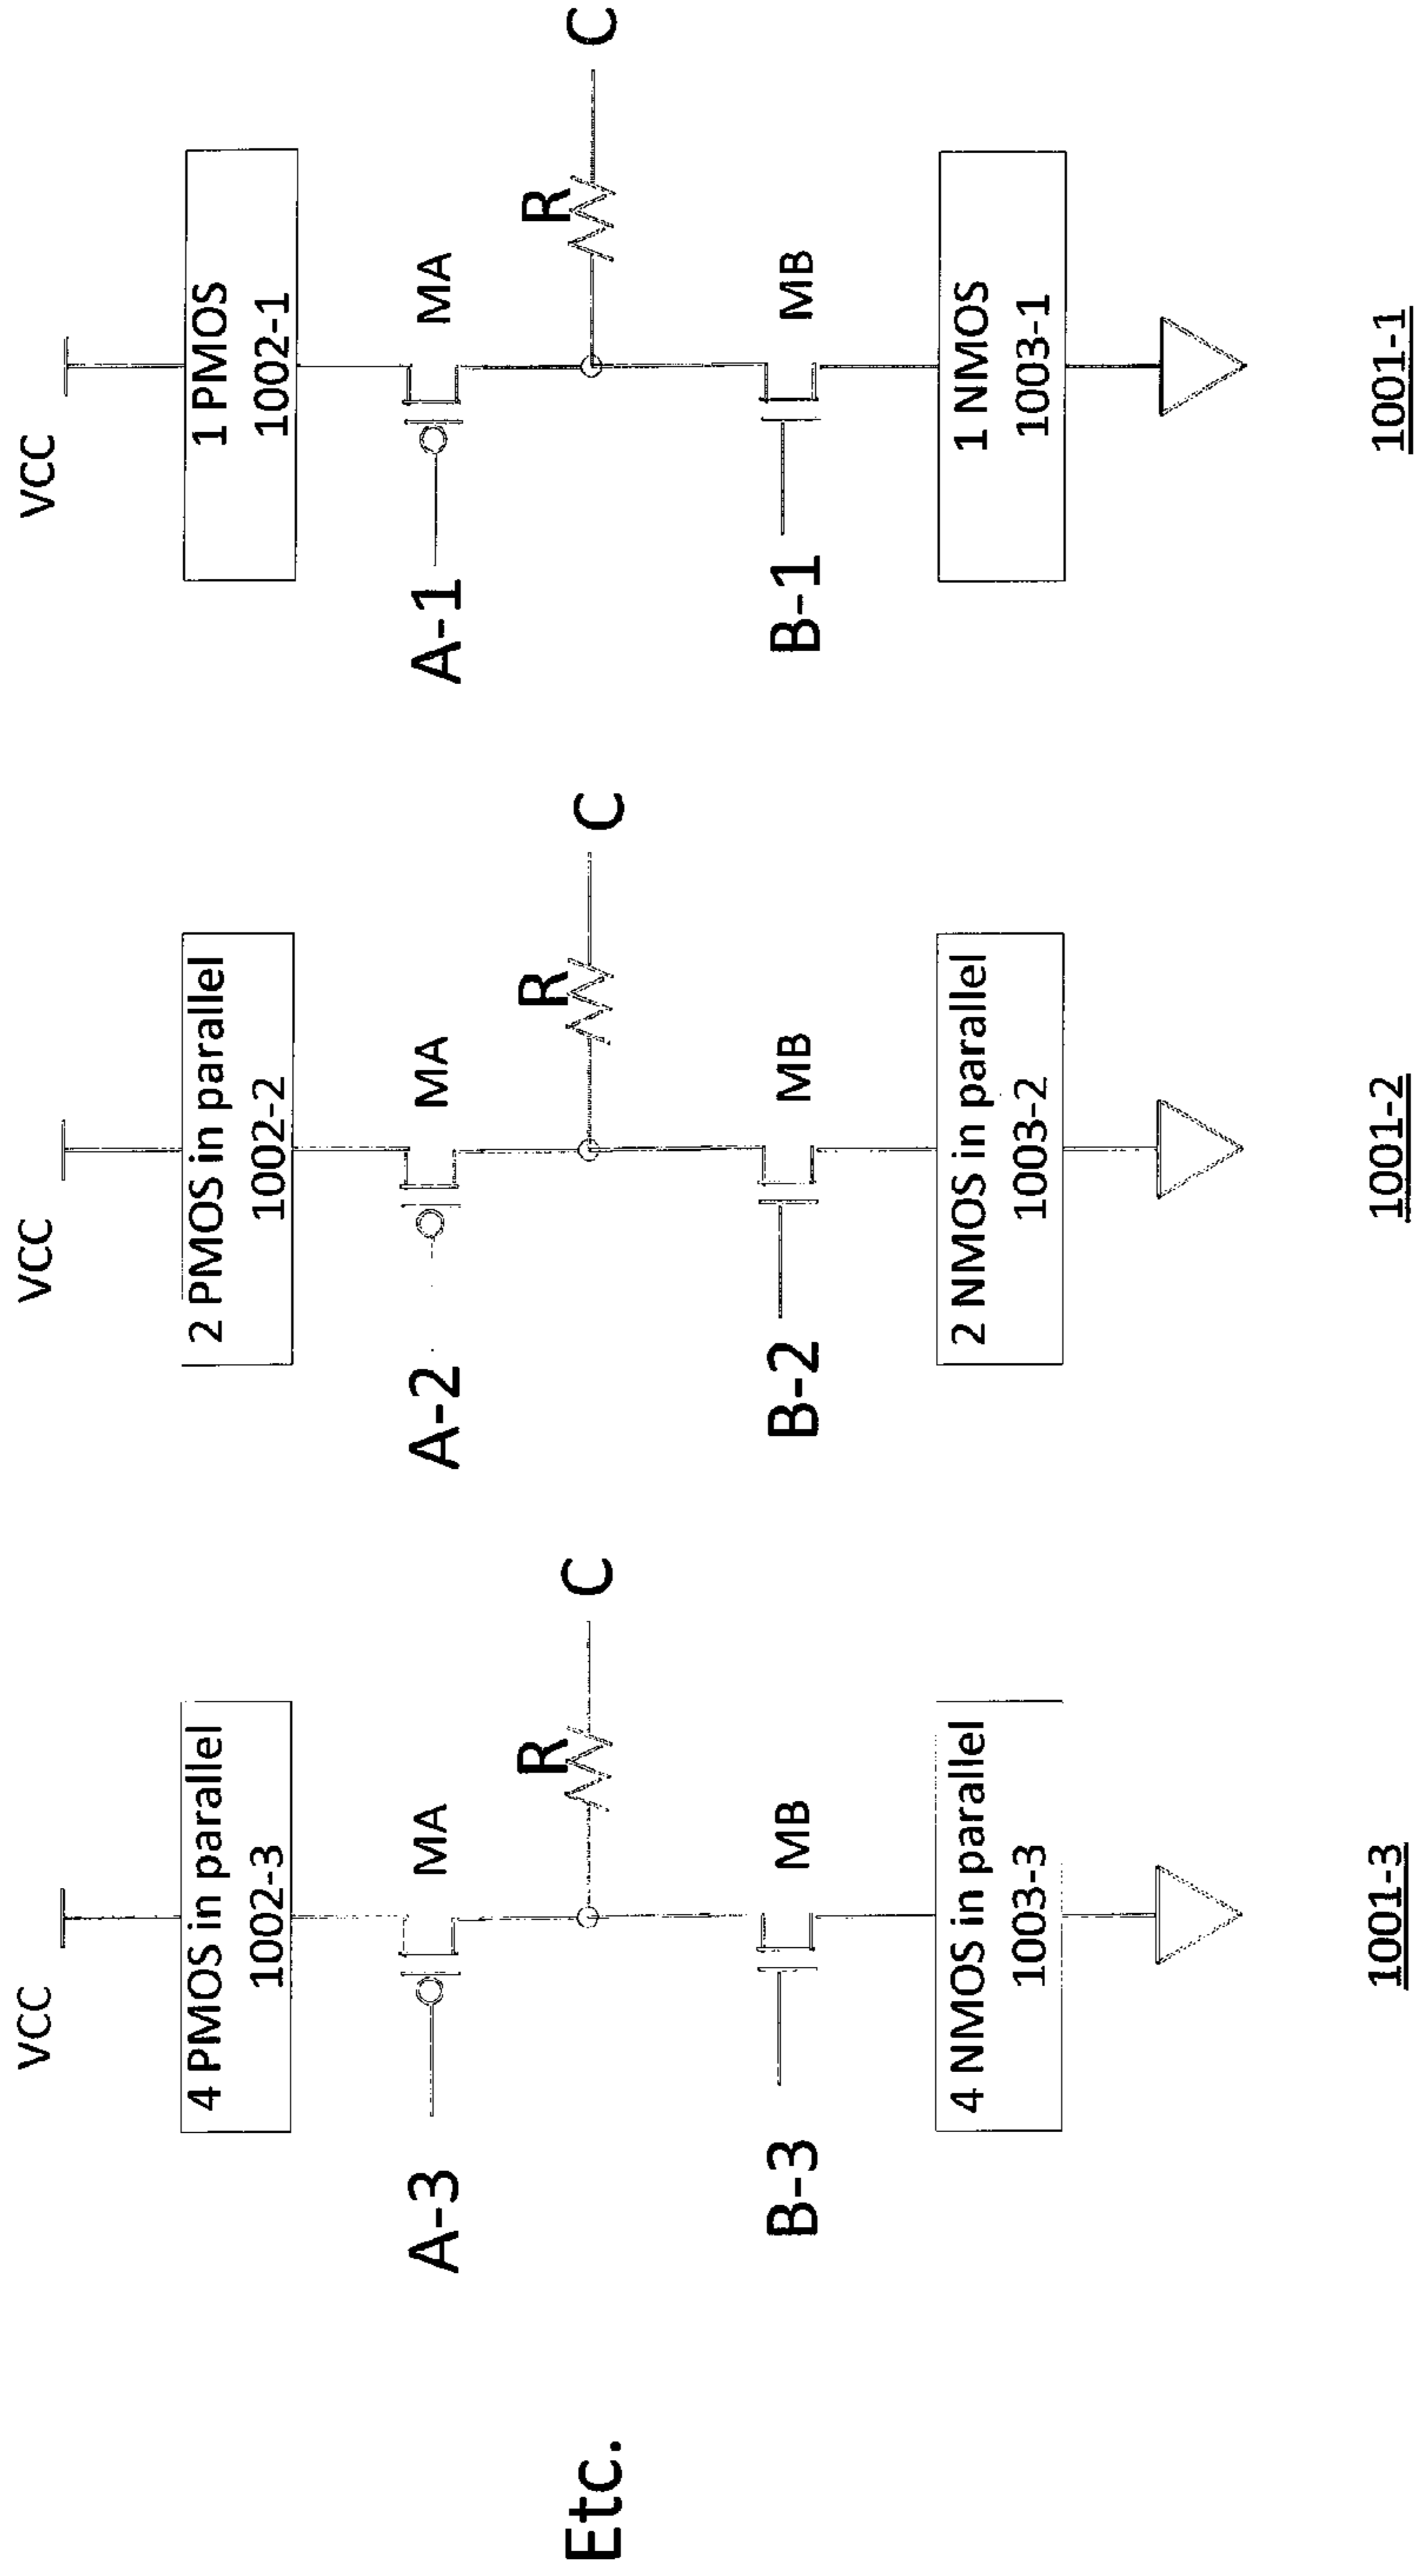 Etc.
VCC
4 PMOS in parallel
1002-3
A-3
MA
R
C
B-3
MB
4 NMOS in parallel
1003-3
1001-3
VCC
2 PMOS in parallel
1002-2
A-2
MA
R
C
B-2
MB
2 NMOS in parallel
1003-2
1001-2
VCC
1 PMOS
1002-1
A-1
MA
R
C
B-1
MB
1 NMOS
1003-1
1001-1